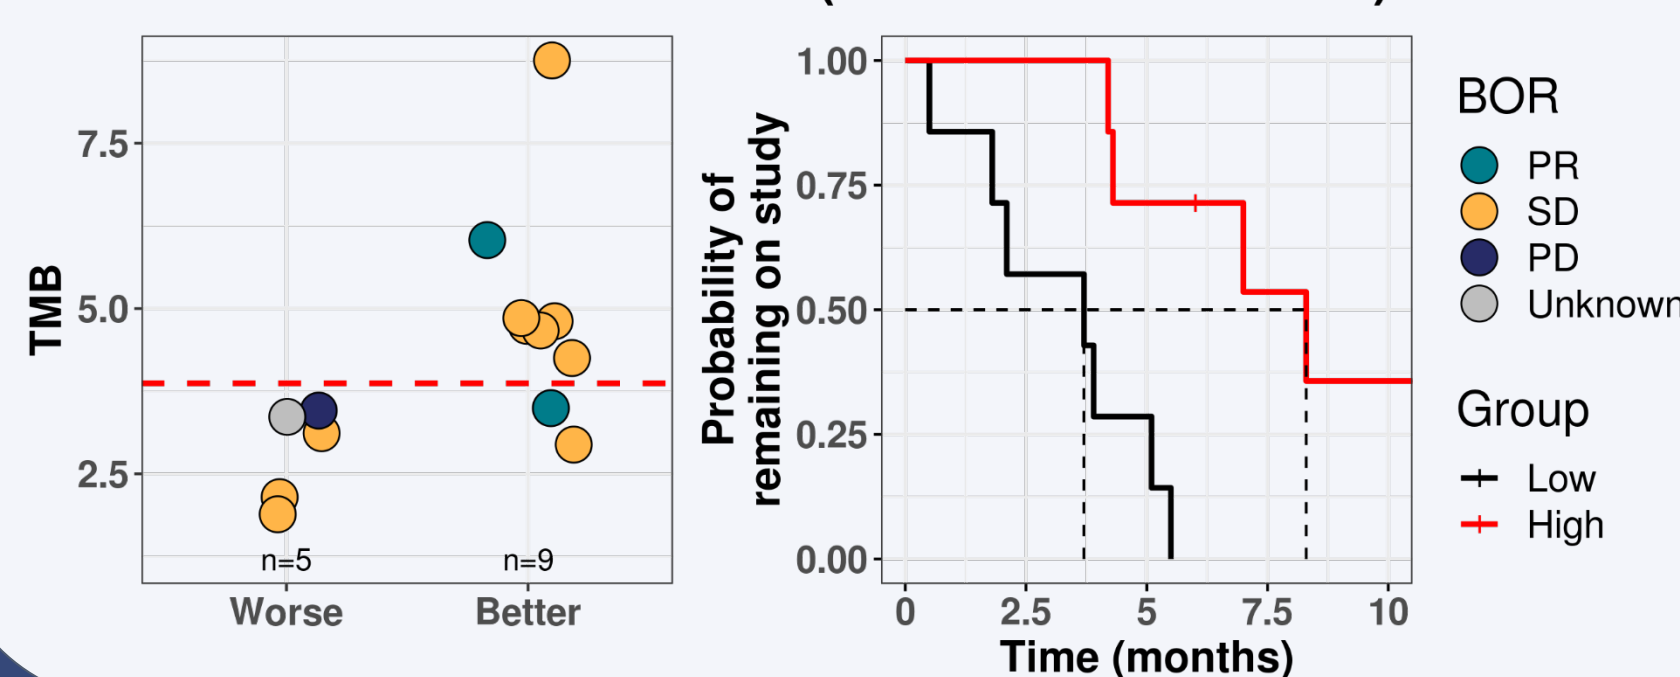 TMB
7.5
5.0
2.5
n=5
n=9
Worse
Better
Probability of
remaining on study
1.00
0.75
0.50
0.25
0.00
0
2.5
5
7.5
10
Time (months)
BOR
PR
SD
PD
Unknown
Group
Low
High